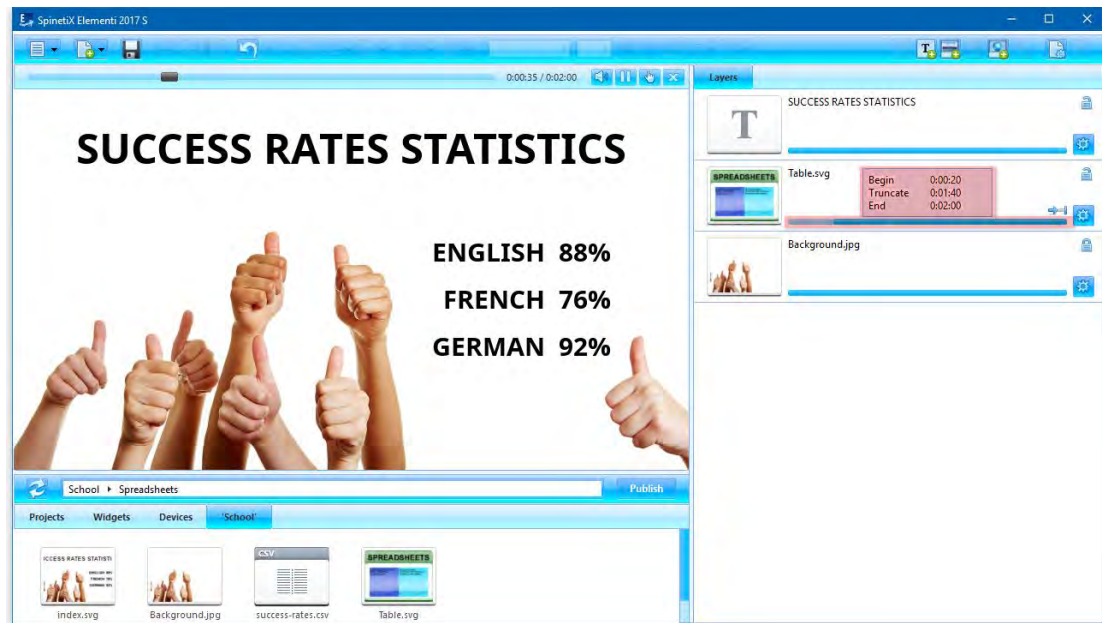 SpinetiX Elementi 2017 S
0:00:35 / 0:02:00
Layers
SUCCESS RATES STATISTICS
ENGLISH 88%
FRENCH 76%
GERMAN 92%
T
SUCCESS RATES STATISTICS
SPREADSHEETS
Table.svg
Begin 0:00:20
Truncate 0:01:40
End 0:02:00
Background.jpg
School Spreadsheets
Publish
Projects Widgets Devices 'School'
CCESS RATES STATISTI
CSV
SPREADSHEETS
index.svg Background.jpg success-rates.csv Table.svg